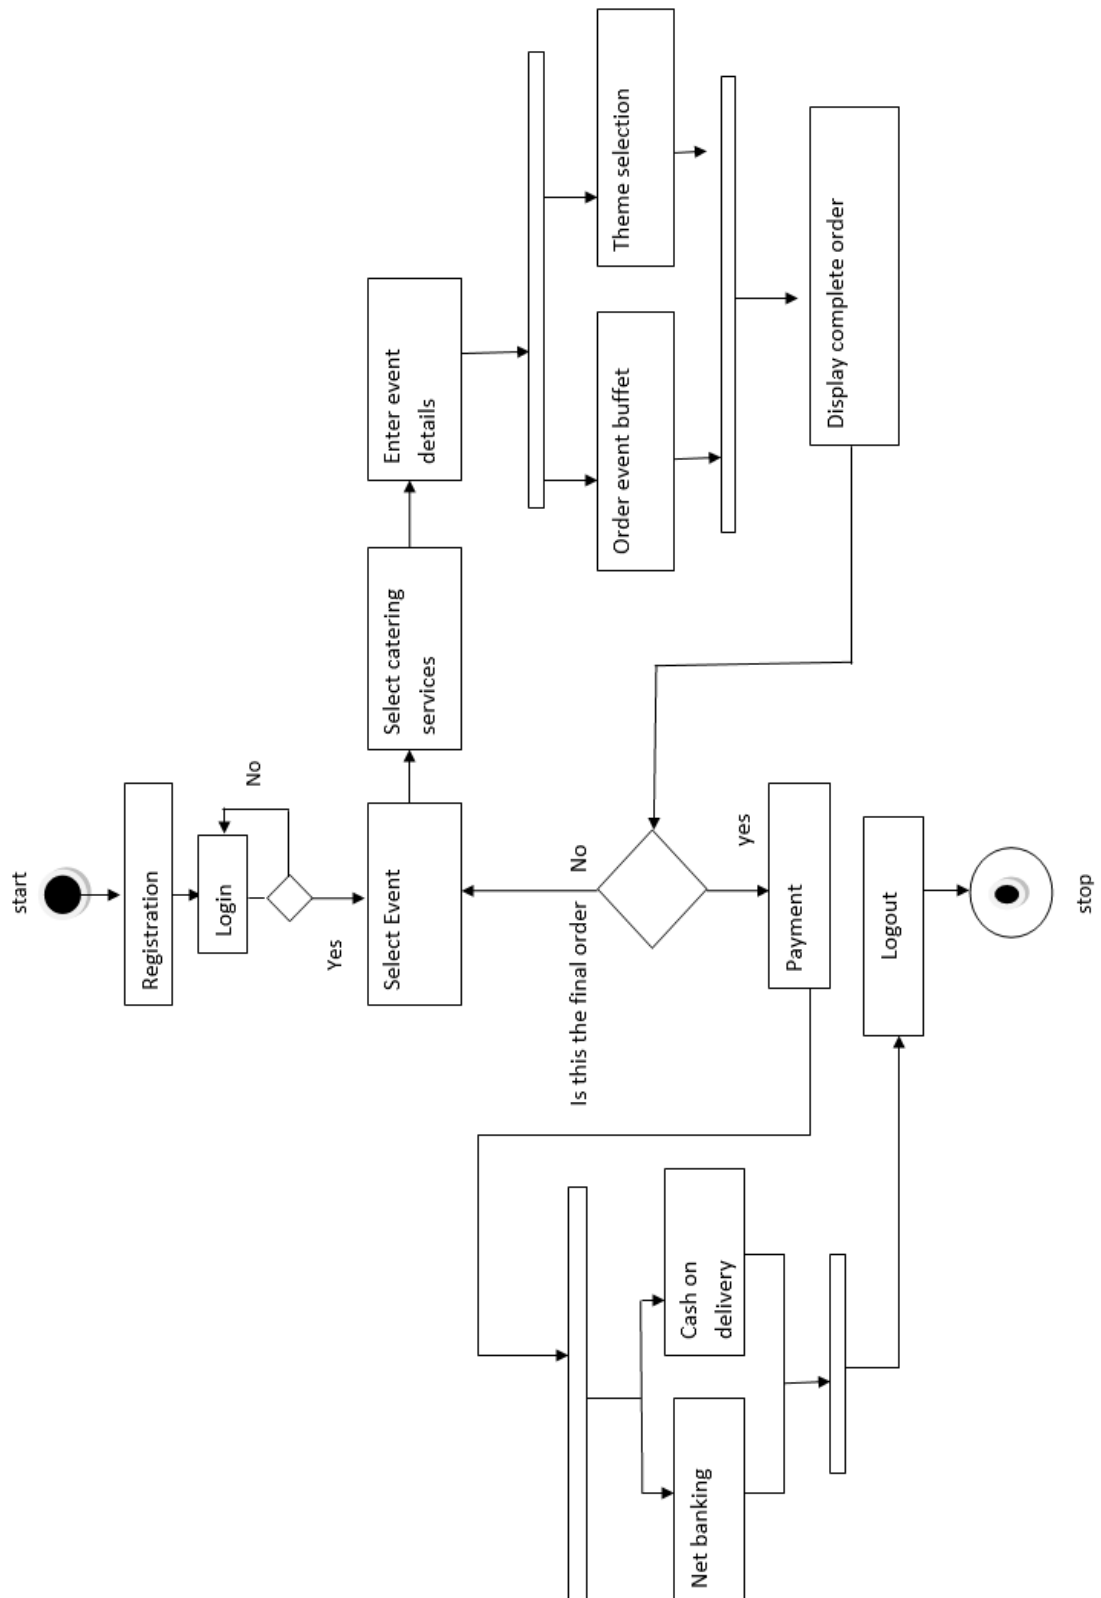 start
Registration
Login
No
Yes
Select Event
Select catering
services
Enter event
details
Theme selection
Order event buffet
Display complete order
Is this the final order
No
yes
Payment
Cash on
delivery
Net banking
Logout
stop